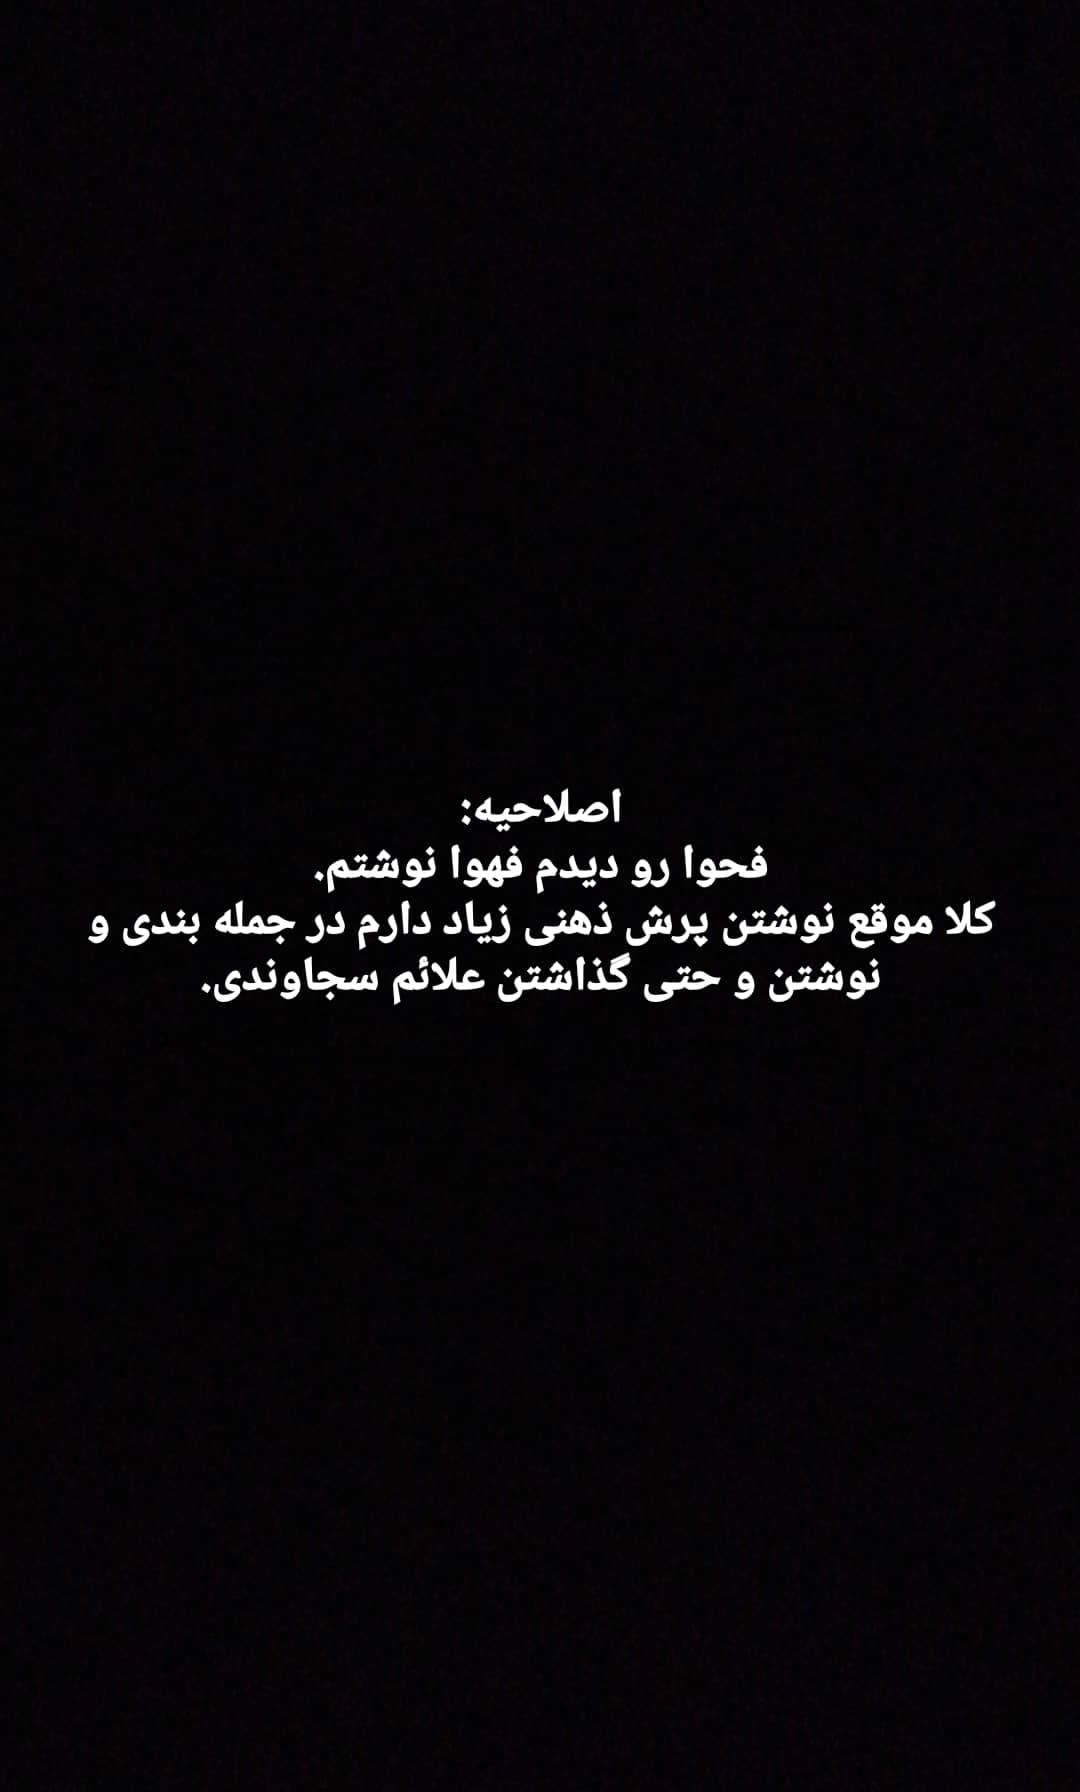 اصلاحیه:
فحوا رو دیدم فهوا نوشتم.
کلا موقع نوشتن پرش ذهنی زیاد دارم در جمله بندی و
نوشتن و حتی گذاشتن علائم سجاوندی.